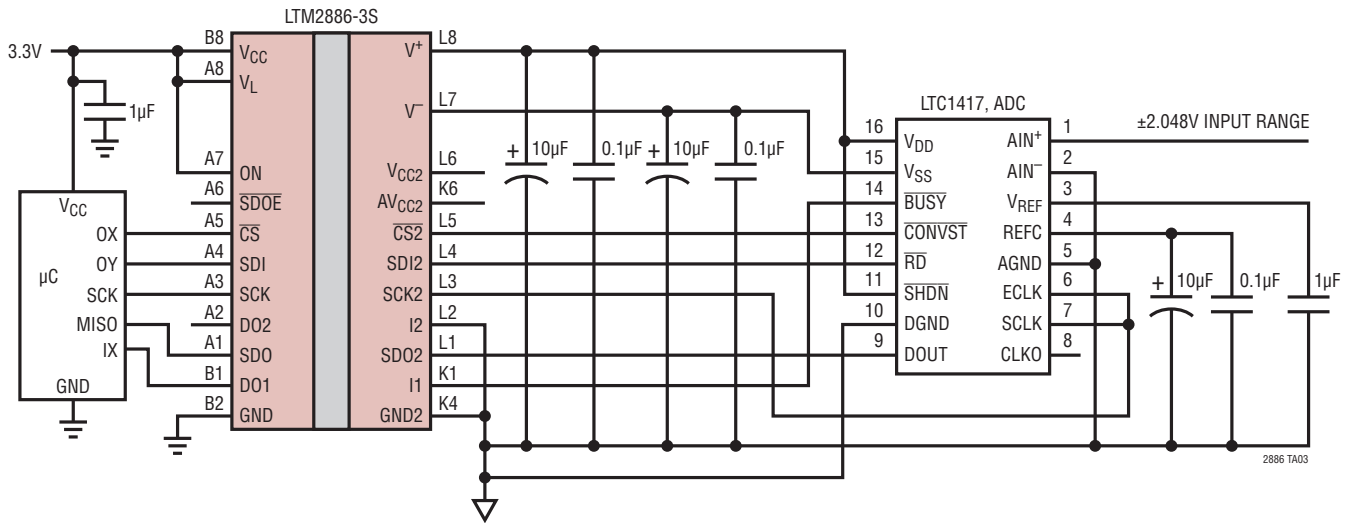 LTM2886-3S
3.3V
1µF
B8
A8
A7
A6
A5
A4
A3
A2
A1
B1
B2
VCC
VL
ON
SDOE
CS
SDI
SCK
DO2
SDO
DO1
GND
VCC
OX
OY
µC
SCK
MISO
IX
GND
V+
V−
VCC2
AVCC2
CS2
SDI2
SCK2
I2
SDO2
I1
GND2
L8
L7
L6
K6
L5
L4
L3
L2
L1
K1
K4
+ 10µF
0.1µF
+ 10µF
0.1µF
LTC1417, ADC
16
15
14
13
12
11
10
9
VDD
VSS
BUSY
CONVST
RD
SHDN
DGND
DOUT
AIN+
AIN−
VREF
REFC
AGND
ECLK
SCLK
CLKO
1
2
3
4
5
6
7
8
±2.048V INPUT RANGE
+ 10µF
0.1µF
1µF
2886 TA03